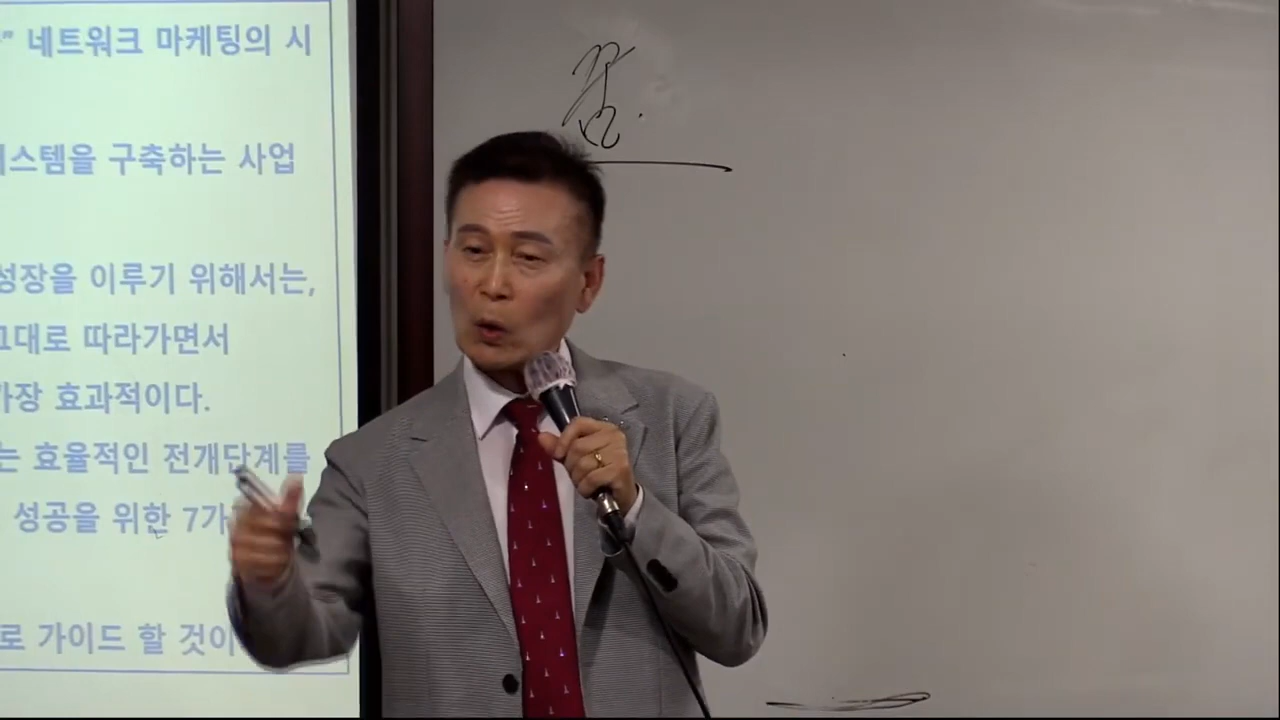 네트워크 마케팅의 시
스템을 구축하는 사업
성장을 이루기 위해서는,
그대로 따라가면서
가장 효과적이다.
는 효율적인 전개단계를
성공을 위한 7가
로 가이드 할 것이
꿈